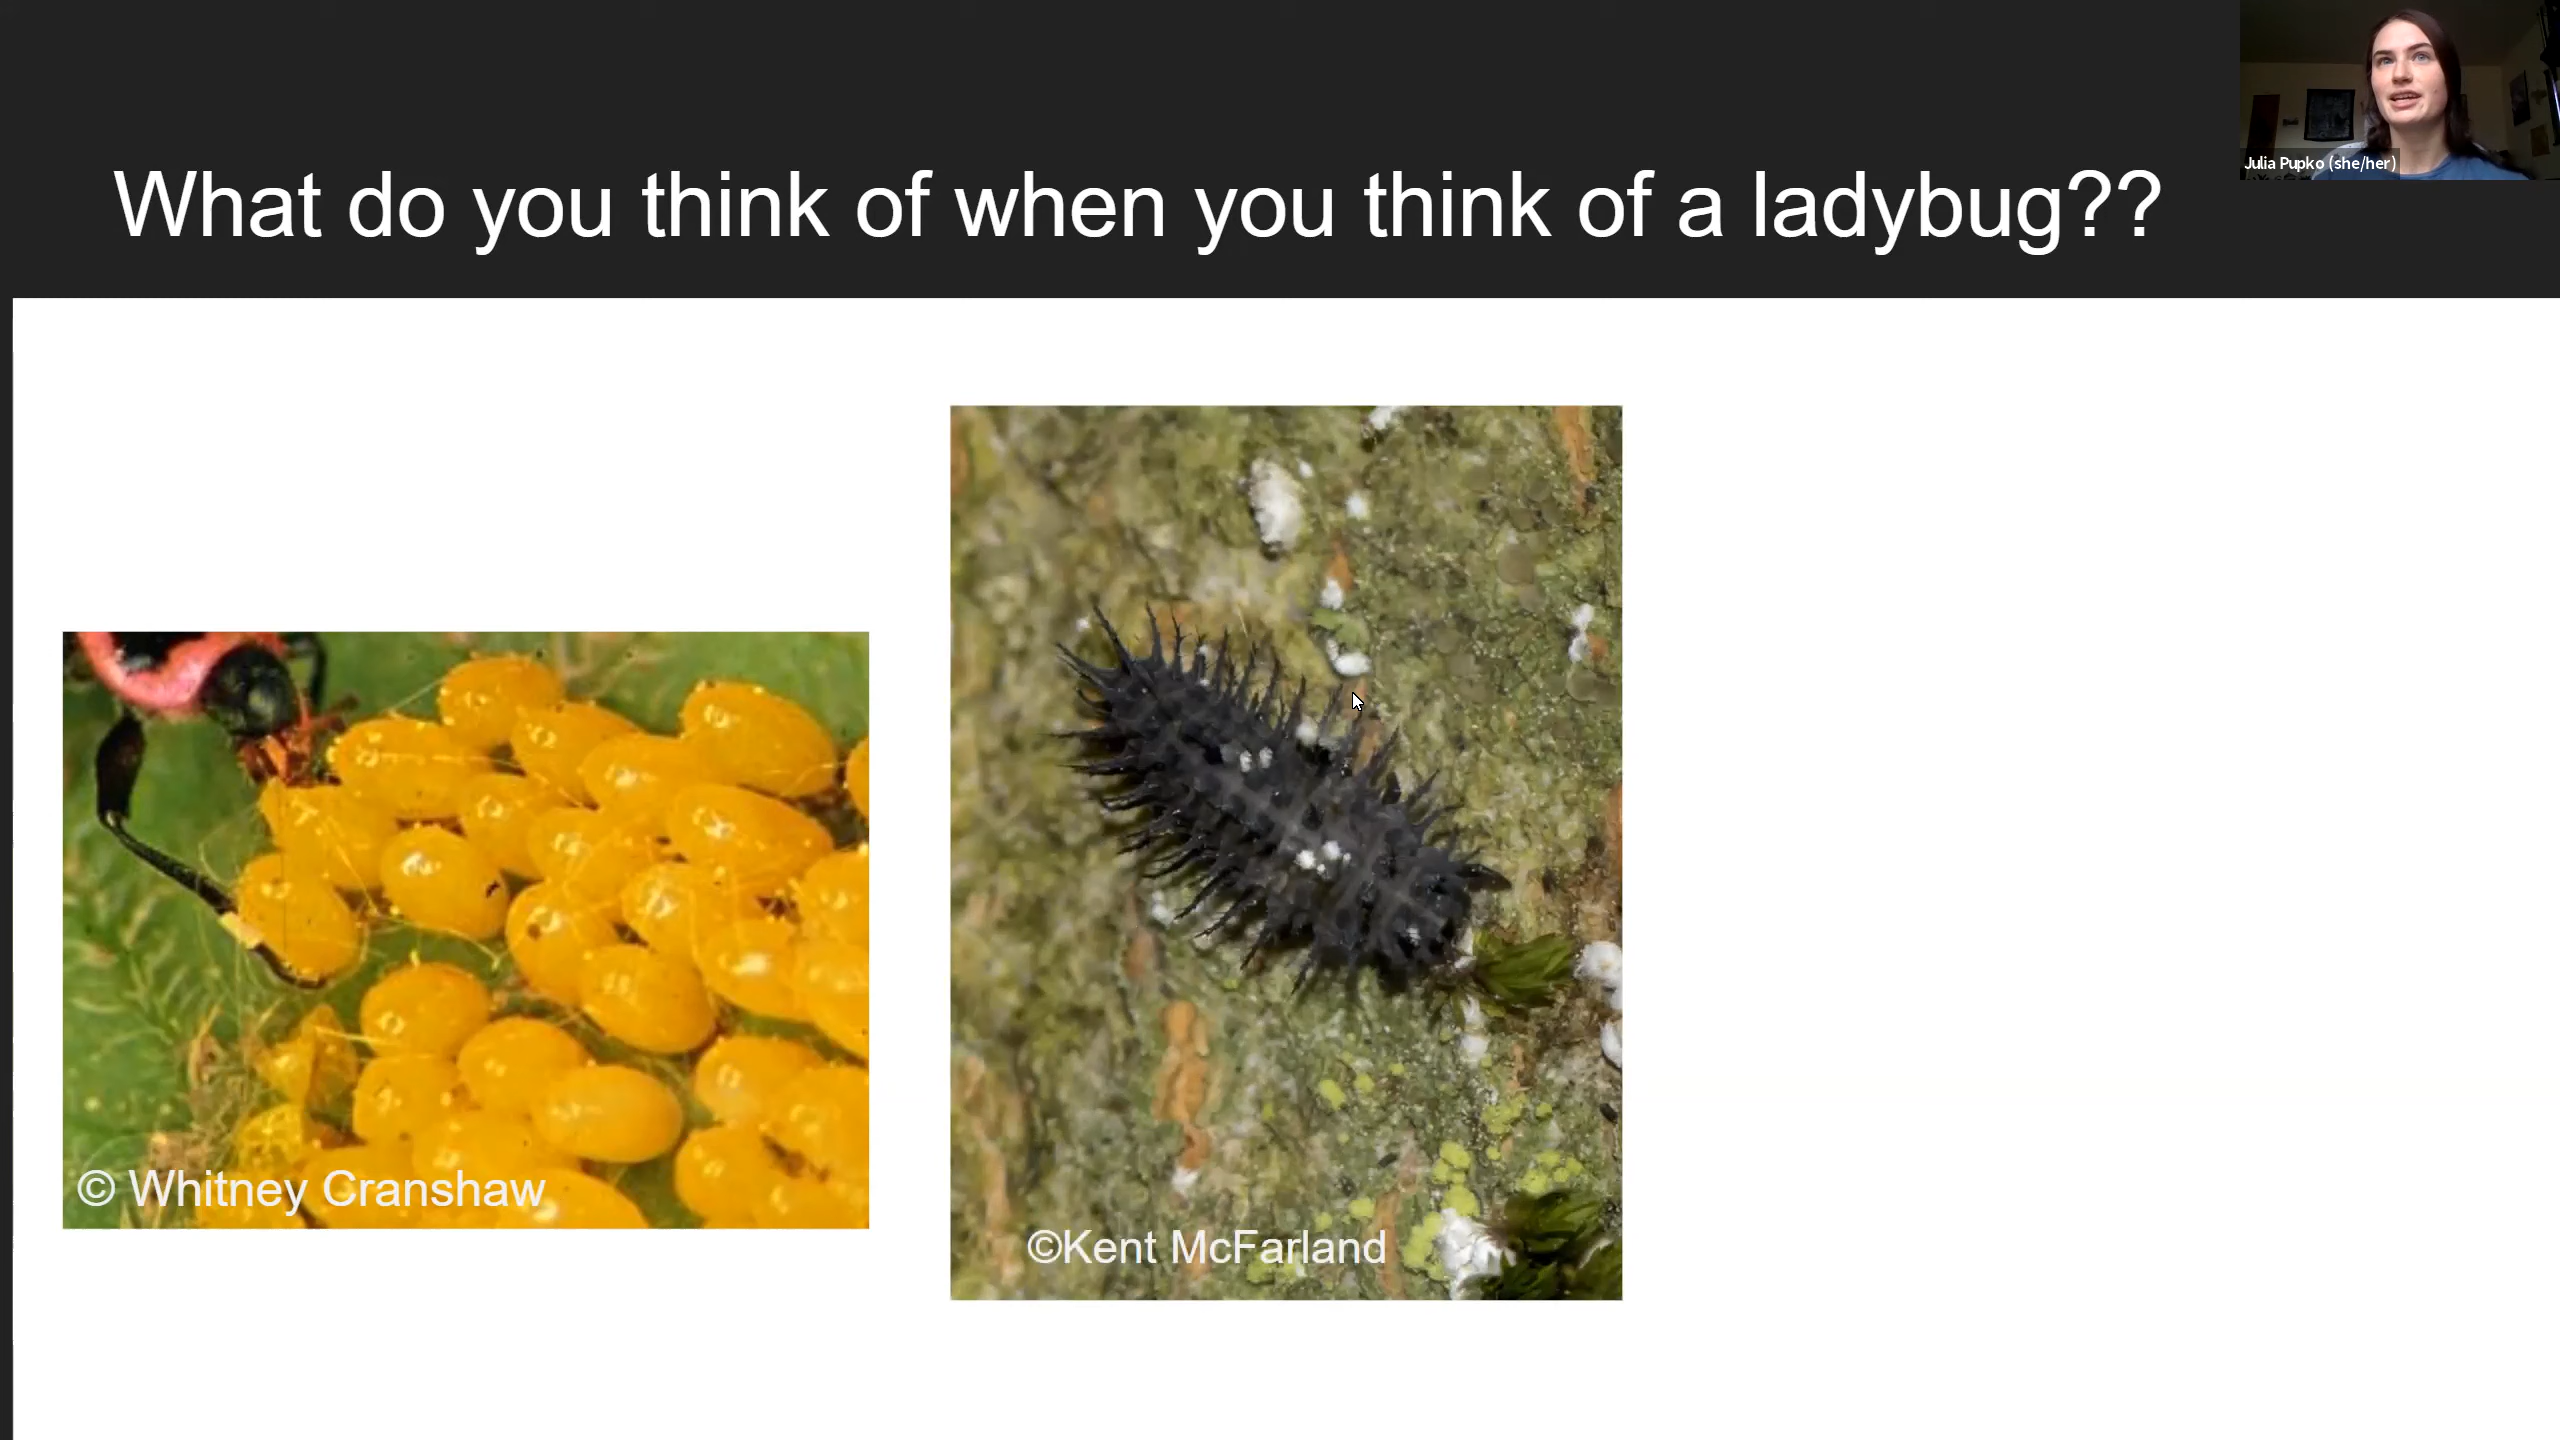 Julia Pupko (she/her)
What do you think of when you think of a ladybug??
© Whitney Cranshaw
©Kent McFarland